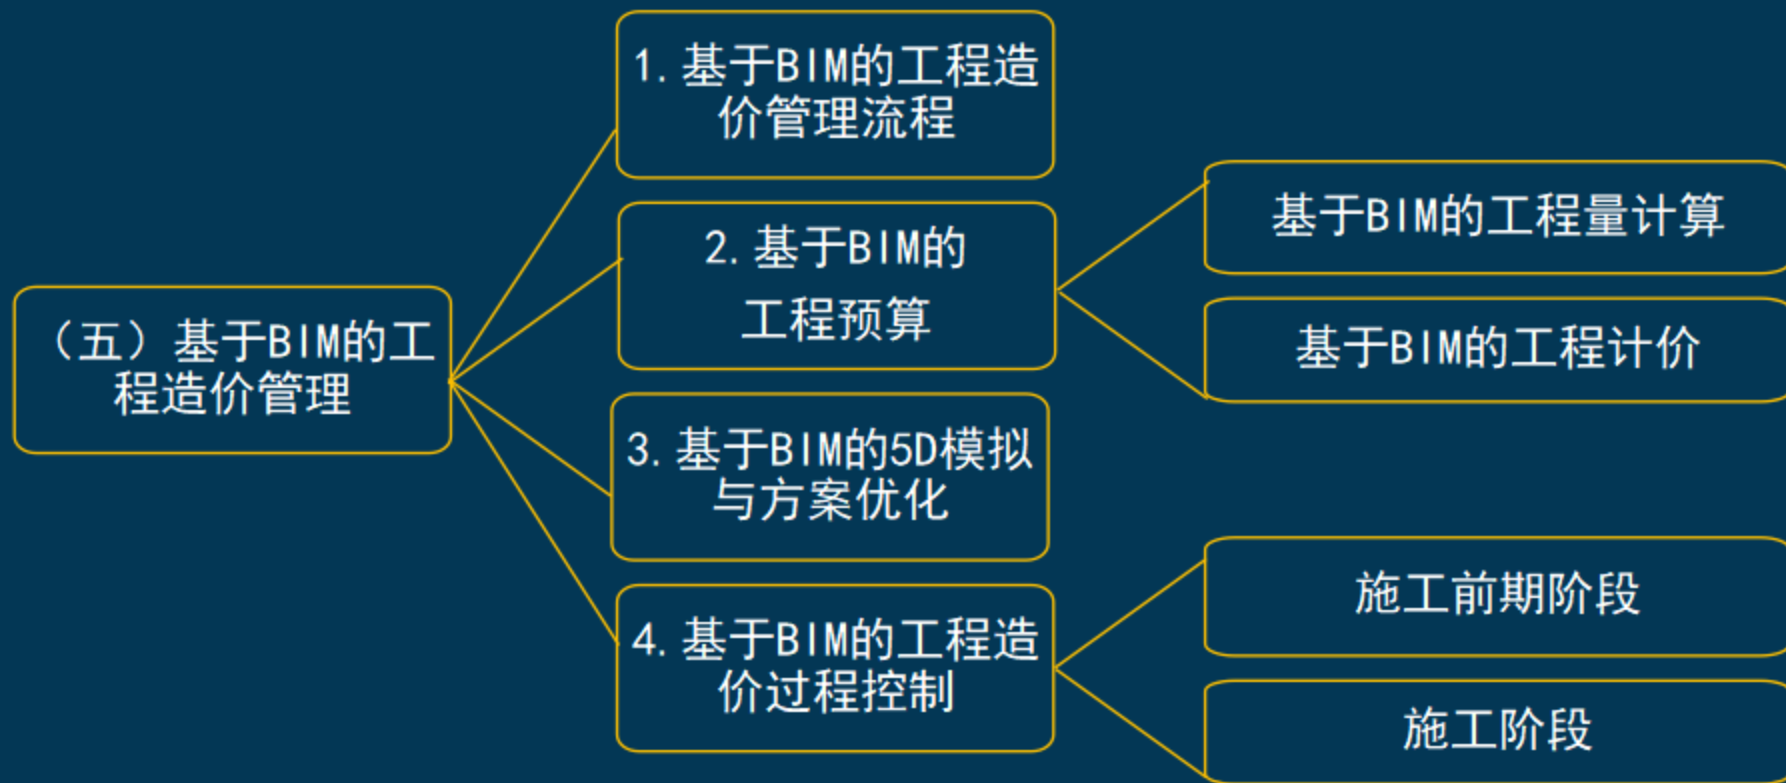 （五）基于BIM的工
程造价管理
1.基于BIM的工程造
价管理流程
2.基于BIM的
工程预算
基于BIM的工程量计算
基于BIM的工程计价
3.基于BIM的5D模拟
与方案优化
4.基于BIM的工程造
价过程控制
施工前期阶段
施工阶段